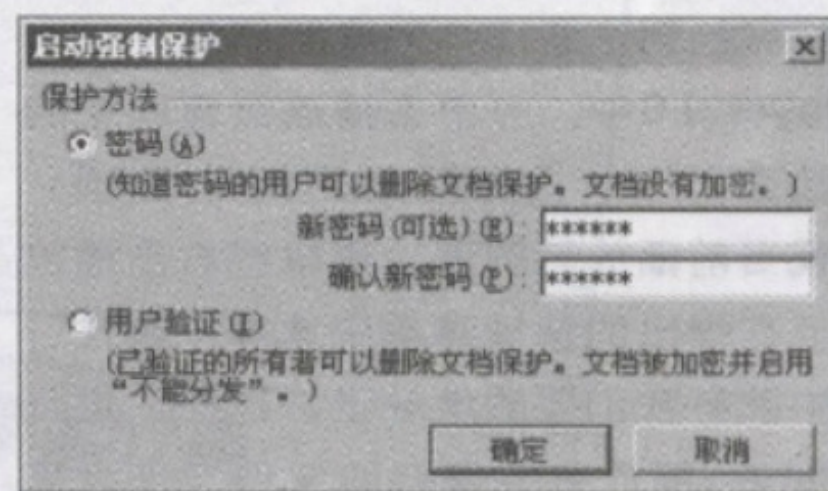 启动强制保护
保护方法
密码(A)
(知道密码的用户可以删除文档保护。文档没有加密。)
新密码(可选)(E): ******
确认新密码(P): ******
用户验证(I)
(已验证的所有者可以删除文档保护。文档被加密并启用
“不能分发”。)
确定 取消